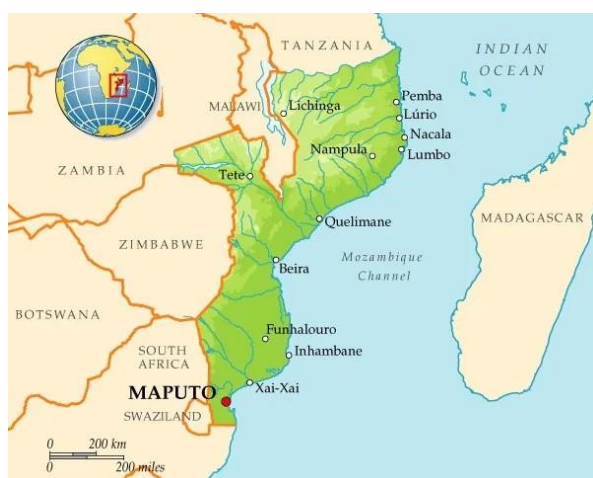 TANZANIA
INDIAN
OCEAN
MALAWI
Lichinga
Pemba
Lúrio
Nacala
Nampula
Lumbo
ZAMBIA
Tete
Quelimane
MADAGASCAR
ZIMBABWE
Mozambique
Channel
Beira
BOTSWANA
Funhalouro
SOUTH
AFRICA
Inhambane
MAPUTO
Xai-Xai
SWAZILAND
0 200 km
0 200 miles